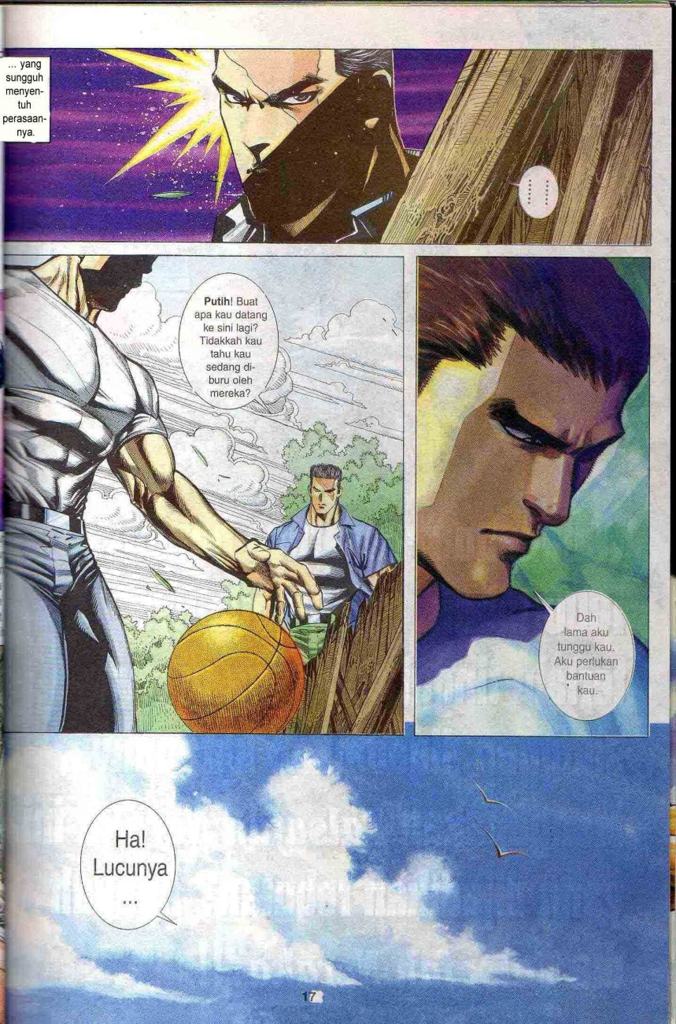 ... yang
sungguh
menyen-
tuh
perasaan-
nya.
Putih! Buat
apa kau datang
ke sini lagi?
Tidakkah kau
tahu kau
sedang di-
buru oleh
mereka?
Dah
lama aku
tunggu kau.
Aku perlukan
bantuan
kau.
Ha!
Lucunya
...
17